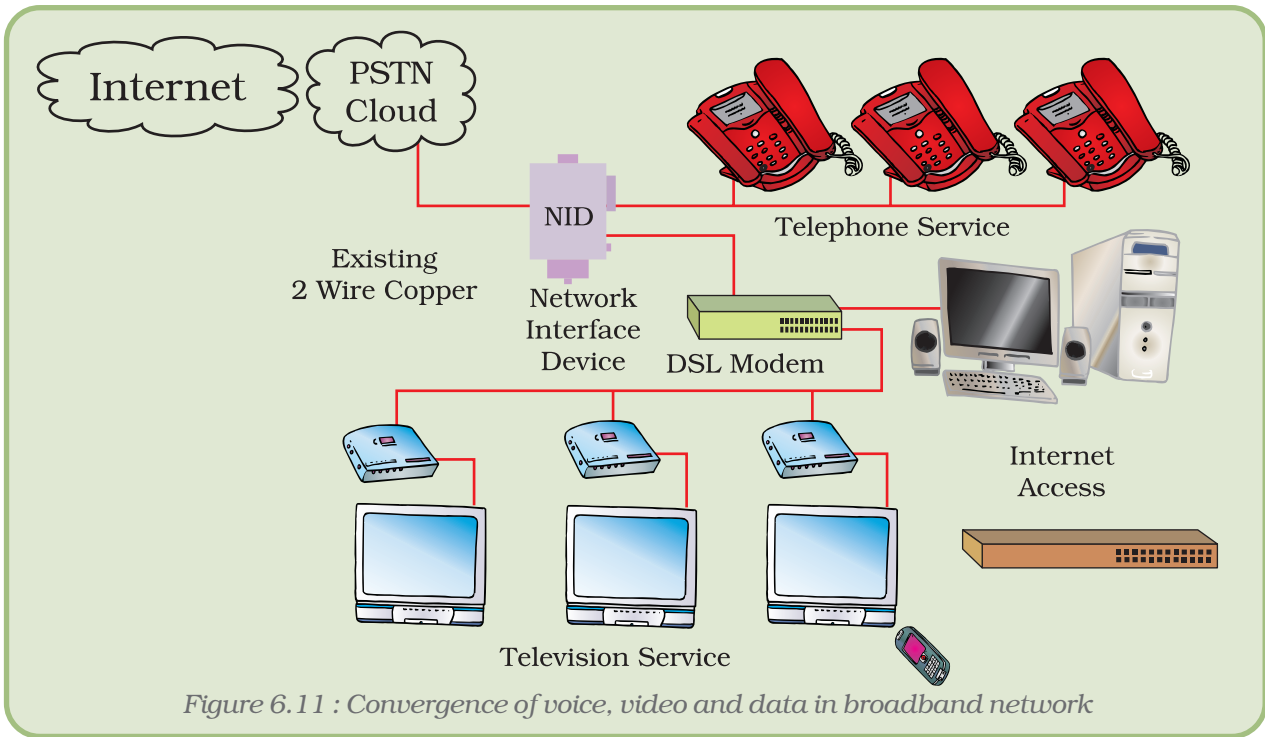 Internet
PSTN
Cloud
NID
Telephone Service
Existing
2 Wire Copper
Network
Interface
Device
DSL Modem
Internet
Access
Television Service
Figure 6.11 : Convergence of voice, video and data in broadband network